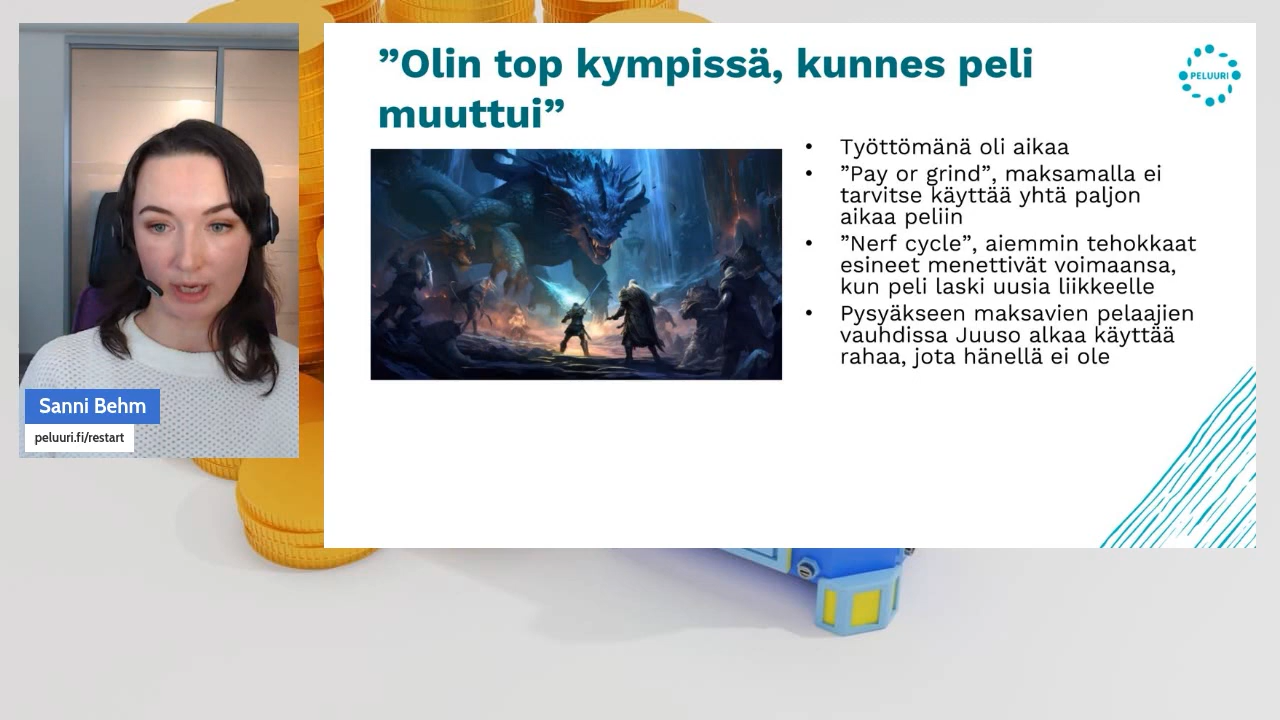 ”Olin top kympissä, kunnes peli
muuttui”
PELUURI
• Työttömänä oli aikaa
• ”Pay or grind”, maksamalla ei
tarvitse käyttää yhtä paljon
aikaa peliin
• ”Nerf cycle”, aiemmin tehokkaat
esineet menettivät voimaansa,
kun peli laski uusia liikkeelle
• Pysyäkseen maksavien pelaajien
vauhdissa Juuso alkaa käyttää
rahaa, jota hänellä ei ole
Sanni Behm
peluuri.fi/restart